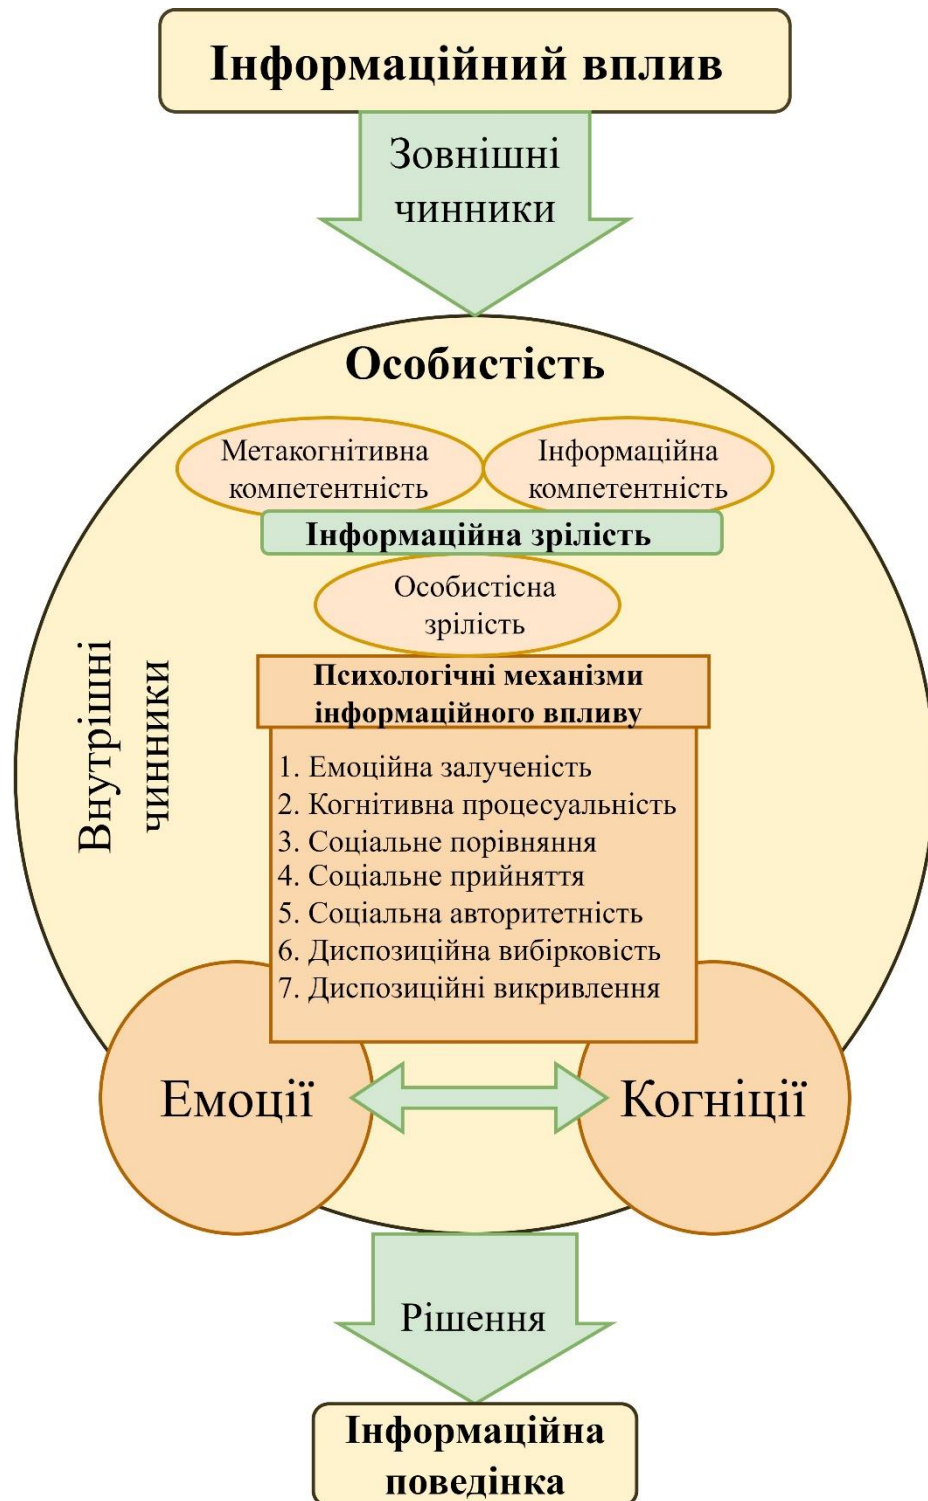 Інформаційний вплив
Зовнішні
чинники
Особистість
Метакогнітивна
компетентність
Інформаційна
компетентність
Інформаційна зрілість
Особистісна
зрілість
Внутрішні
чинники
Психологічні механізми
інформаційного впливу
1. Емоційна залученість
2. Когнітивна процесуальність
3. Соціальне порівняння
4. Соціальне прийняття
5. Соціальна авторитетність
6. Диспозиційна вибірковість
7. Диспозиційні викривлення
Емоції
Когніції
Рішення
Інформаційна
поведінка